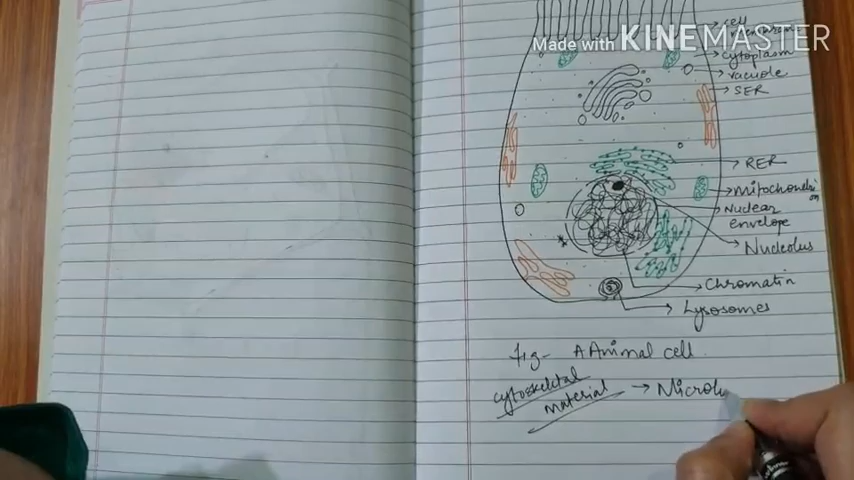 cell
Made with KINEMASTER
cytoplasm
vacuole
SER
RER
Mitochondrion
Nuclear
envelope
Nucleolus
Chromatin
Lysosomes
fig- A Animal cell
cytoskeletal
material → Microtu